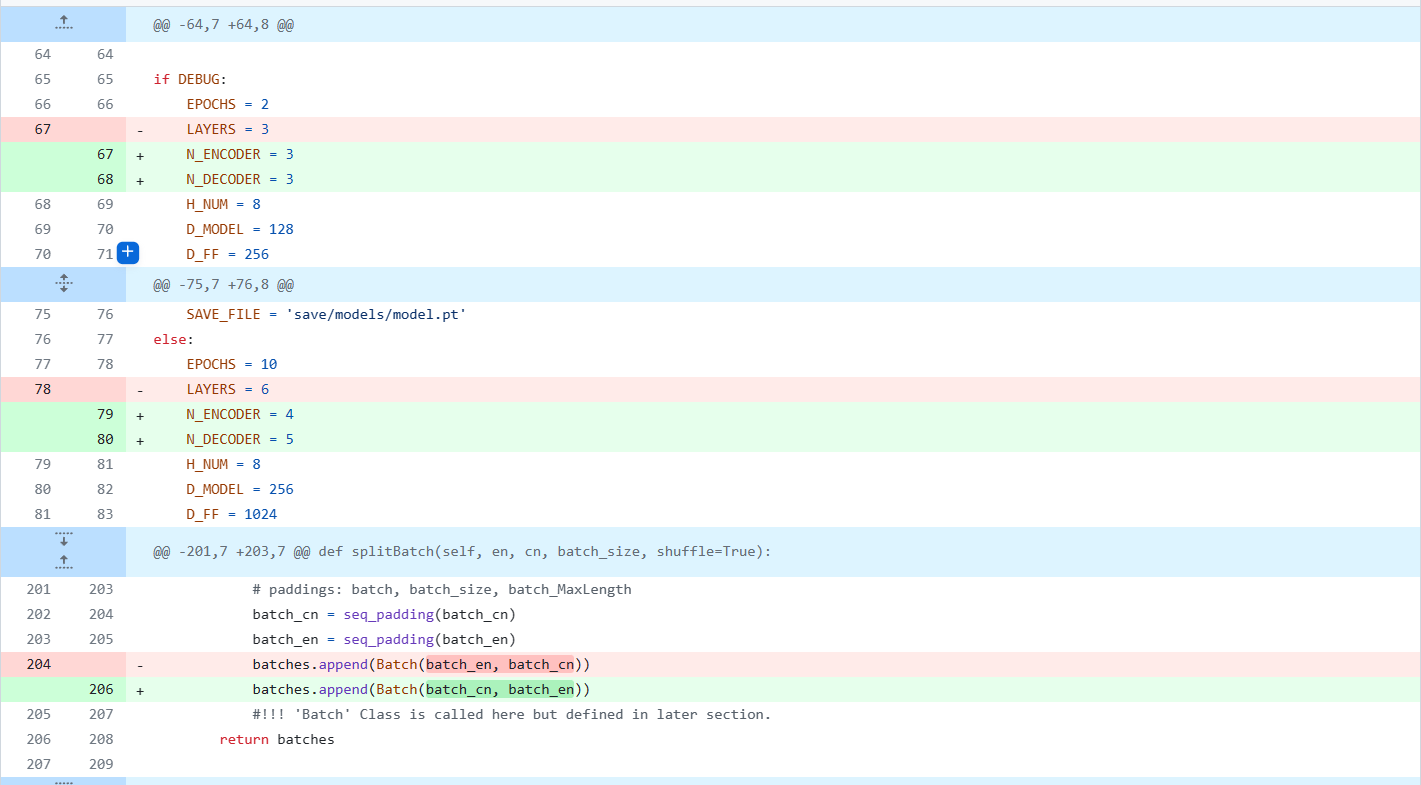 @@ -64,7 +64,8 @@
64 64
65 65 if DEBUG:
66 66 EPOCHS = 2
67 - LAYERS = 3
67 + N_ENCODER = 3
68 + N_DECODER = 3
68 69 H_NUM = 8
69 70 D_MODEL = 128
70 71 + D_FF = 256
@@ -75,7 +76,8 @@
75 76 SAVE_FILE = 'save/models/model.pt'
76 77 else:
77 78 EPOCHS = 10
78 - LAYERS = 6
79 + N_ENCODER = 4
80 + N_DECODER = 5
79 81 H_NUM = 8
80 82 D_MODEL = 256
81 83 D_FF = 1024
@@ -201,7 +203,7 @@ def splitBatch(self, en, cn, batch_size, shuffle=True):
201 203 # paddings: batch, batch_size, batch_MaxLength
202 204 batch_cn = seq_padding(batch_cn)
203 205 batch_en = seq_padding(batch_en)
204 - batches.append(Batch(batch_en, batch_cn))
206 + batches.append(Batch(batch_cn, batch_en))
205 207 #!!! 'Batch' Class is called here but defined in later section.
206 208 return batches
207 209